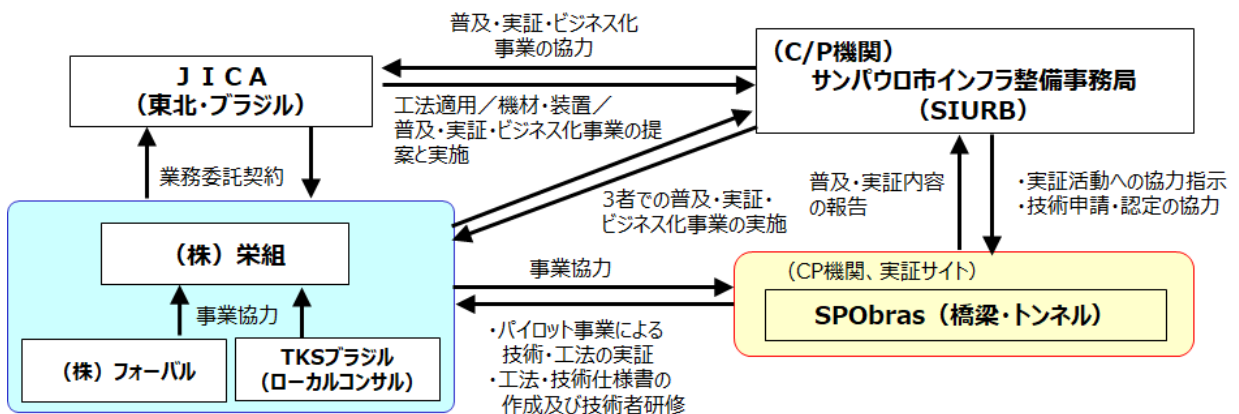 普及・実証・ビジネス化
事業の協力
ＪＩＣＡ
（東北・ブラジル）
（C/P機関）
サンパウロ市インフラ整備事務局
（SIURB）
工法適用／機材・装置／
普及・実証・ビジネス化事業の提
案と実施
業務委託契約
3者での普及・実証・
ビジネス化事業の実施
普及・実証内容
の報告
・実証活動への協力指示
・技術申請・認定の協力
（株）栄組
事業協力
（株）フォーバル
TKSブラジル
（ローカルコンサル）
事業協力
・パイロット事業による
技術・工法の実証
・工法・技術仕様書の
作成及び技術者研修
（CP機関、実証サイト）
SPObras（橋梁・トンネル）